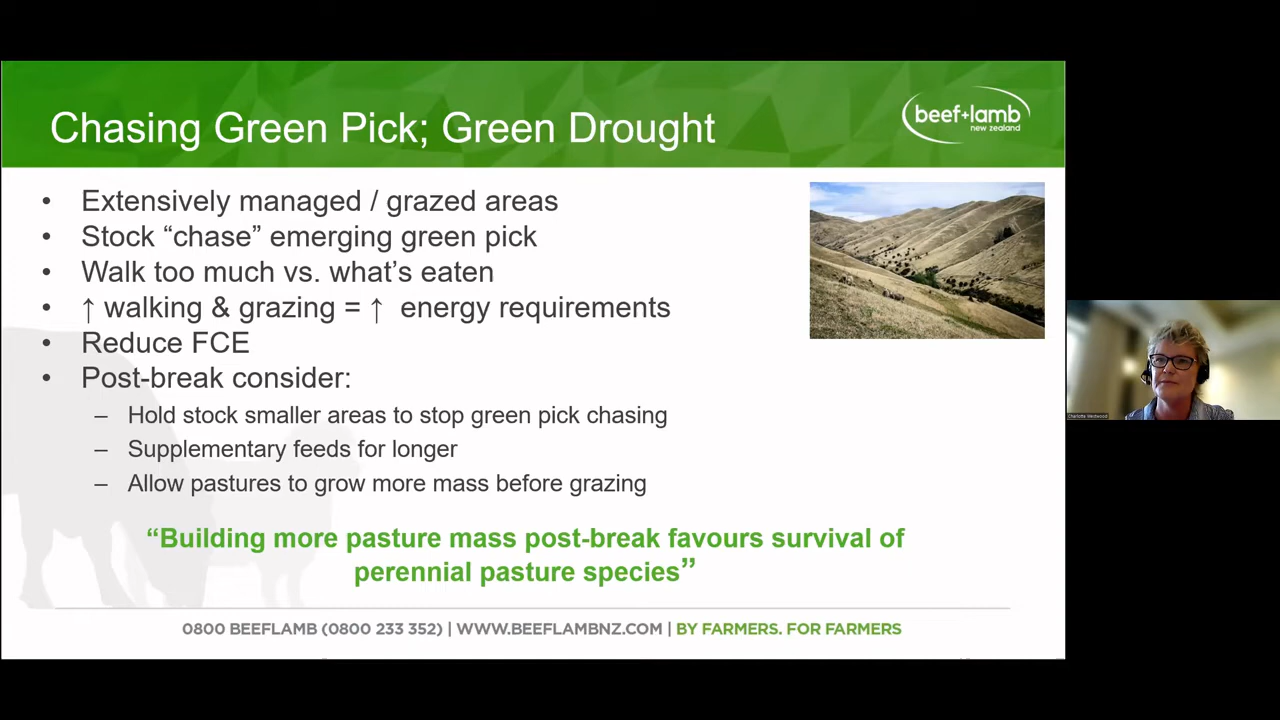 Chasing Green Pick; Green Drought
beef+lamb
new zealand
• Extensively managed / grazed areas
• Stock “chase” emerging green pick
• Walk too much vs. what’s eaten
• ↑ walking & grazing = ↑ energy requirements
• Reduce FCE
• Post-break consider:
– Hold stock smaller areas to stop green pick chasing
– Supplementary feeds for longer
– Allow pastures to grow more mass before grazing
“Building more pasture mass post-break favours survival of
perennial pasture species”
0800 BEEFLAMB (0800 233 352) | WWW.BEEFLAMBNZ.COM | BY FARMERS. FOR FARMERS
Charlotte Westwood